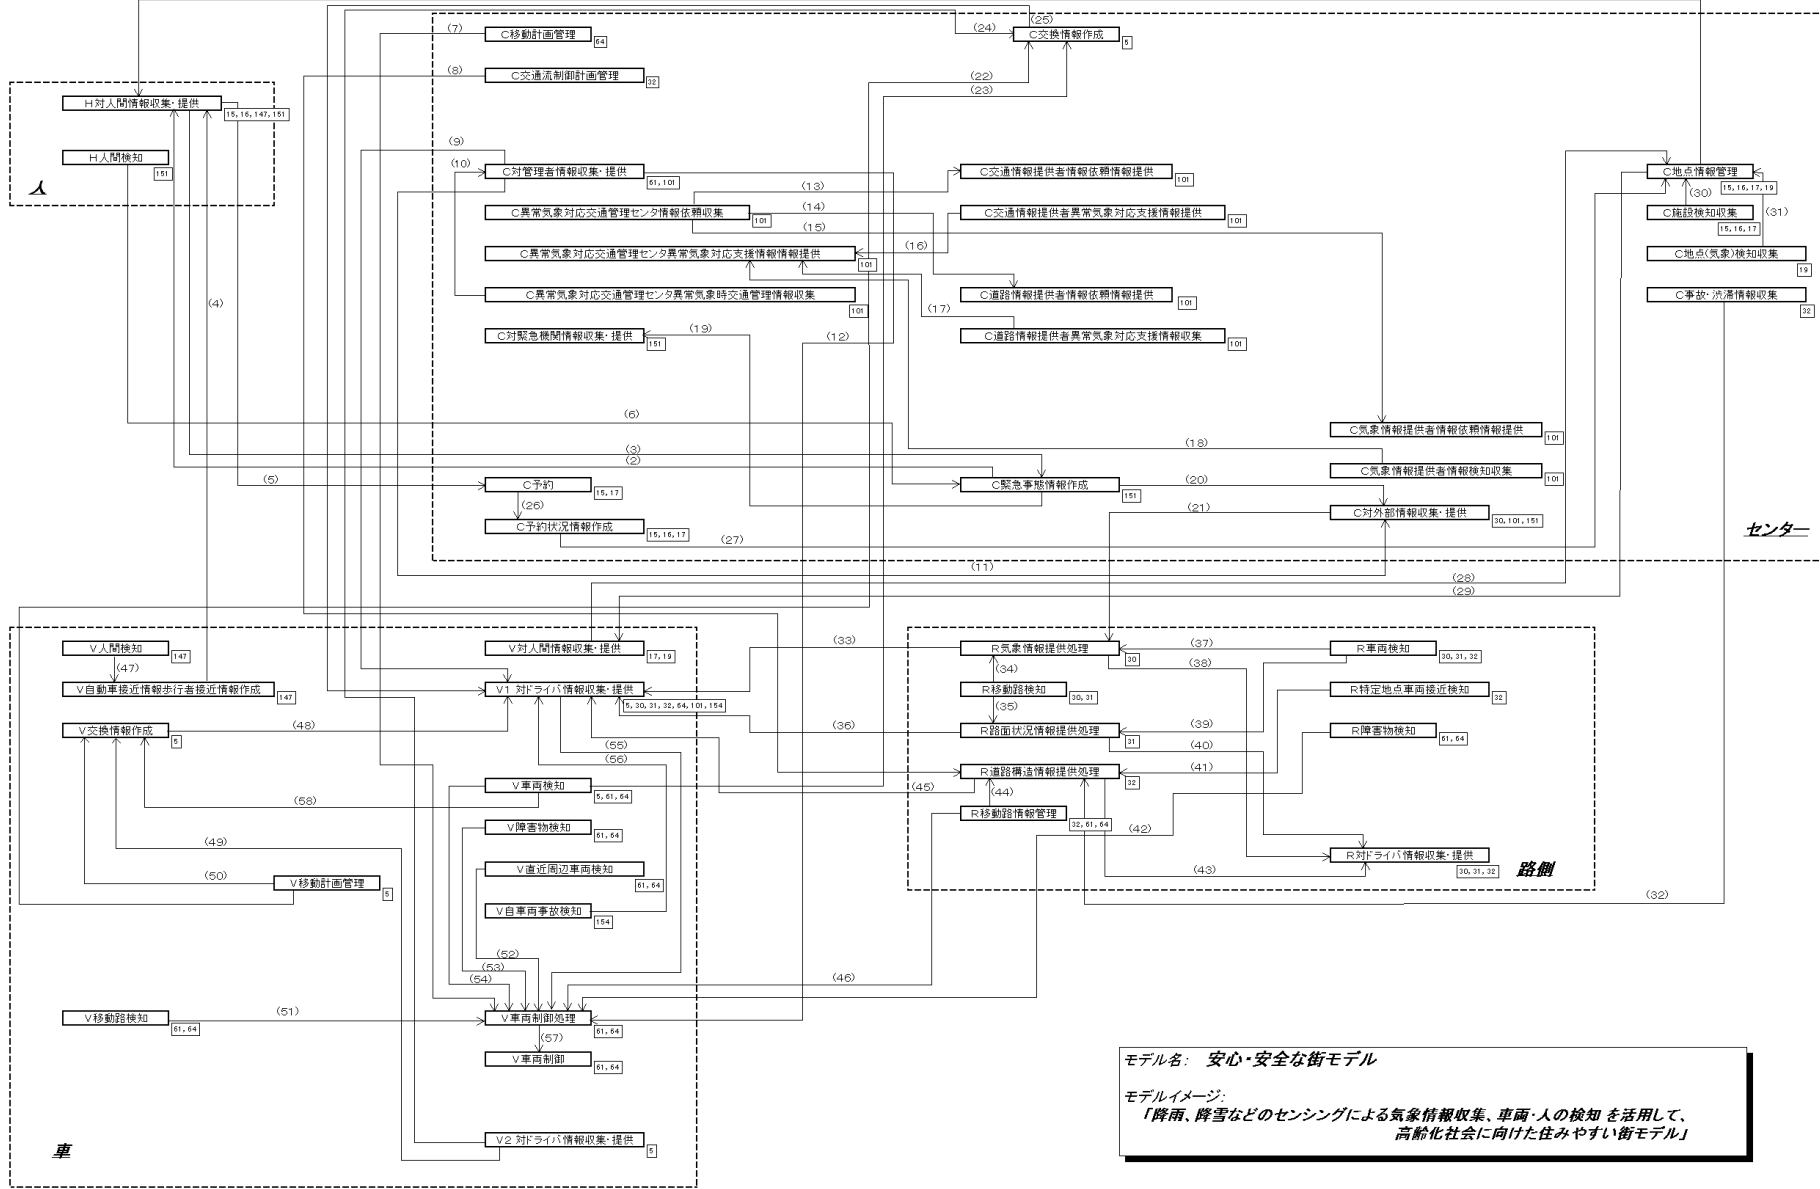 (7)
C移動計画管理
64
(24)
(25)
C交換情報作成
5
(8)
C交通流制御計画管理
32
(22)
(23)
H対人間情報収集・提供
15,16,147,151
H人間検知
151
人
(9)
(10)
C対管理者情報収集・提供
61,101
(13)
C交通情報提供者情報依頼情報提供
101
C地点情報管理
15,16,17,19
C異常気象対応交通管理センタ情報依頼収集
101
(14)
(15)
C交通情報提供者異常気象対応支援情報提供
101
(30)
C施設検知収集
15,16,17
(31)
C異常気象対応交通管理センタ異常気象対応支援情報情報提供
101
(16)
C地点(気象)検知収集
19
C異常気象対応交通管理センタ異常気象時交通管理情報収集
101
(17)
C道路情報提供者情報依頼情報提供
101
C事故・渋滞情報収集
32
(4)
C対緊急機関情報収集・提供
151
(19)
(12)
C道路情報提供者異常気象対応支援情報収集
101
(6)
C気象情報提供者情報依頼情報提供
101
(3)
(2)
(18)
C気象情報提供者情報検知収集
101
(5)
C予約
15,17
C緊急事態情報作成
151
(20)
(26)
C予約状況情報作成
15,16,17
(21)
C対外部情報収集・提供
30,101,151
(27)
センター
(11)
(28)
(29)
V人間検知
147
V対人間情報収集・提供
17,19
(33)
R気象情報提供処理
30
(37)
R車両検知
30,31,32
(47)
(34)
(38)
V自動車接近情報歩行者接近情報作成
147
V1 対ドライバ情報収集・提供
5,30,31,32,64,101,154
R移動路検知
30,31
R特定地点車両接近検知
32
(35)
V交換情報作成
5
(48)
(36)
R路面状況情報提供処理
31
(39)
R障害物検知
61,64
(55)
(40)
(56)
R道路構造情報提供処理
32
(41)
V車両検知
5,61,64
(45)
(44)
(58)
R移動路情報管理
32,61,64
V障害物検知
61,64
(42)
(49)
R対ドライバ情報収集・提供
30,31,32
V直近周辺車両検知
61,64
(43)
路側
(50)
V移動計画管理
5
(32)
V自車両事故検知
154
(52)
(53)
(54)
(46)
(51)
V移動路検知
61,64
V車両制御処理
61,64
(57)
V車両制御
61,64
V2 対ドライバ情報収集・提供
5
車
モデル名: 安心・安全な街モデル
モデルイメージ:
「降雨、降雪などのセンシングによる気象情報収集、車両・人の検知 を活用して、
高齢化社会に向けた住みやすい街モデル」